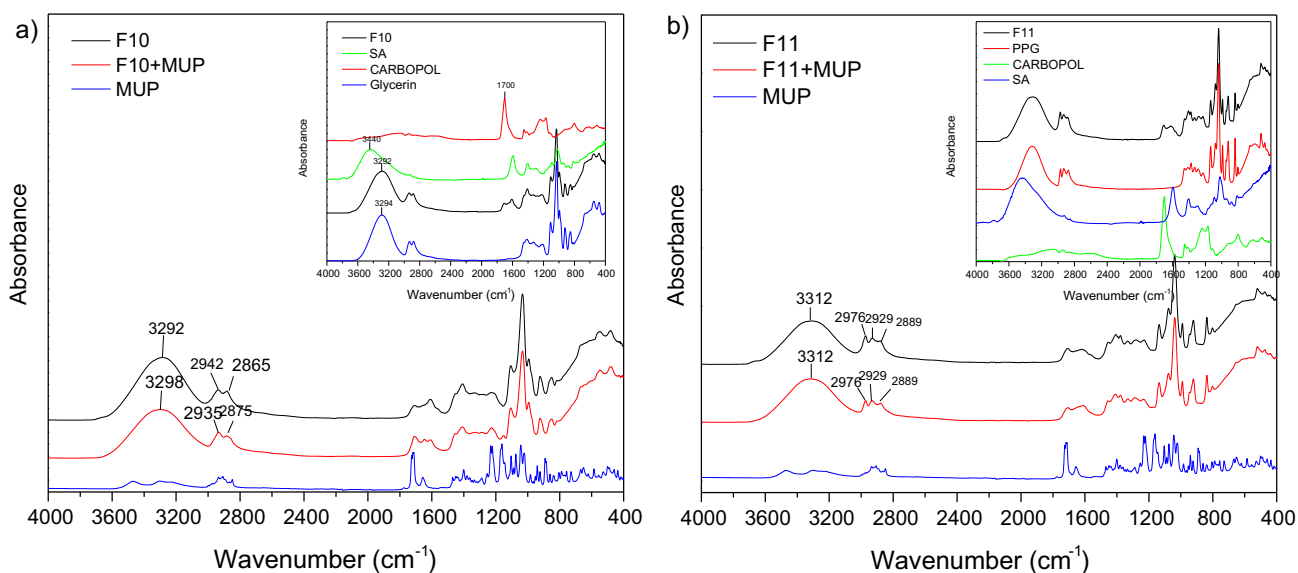 a)
F10
F10+MUP
MUP
F10
SA
CARBOPOL
Glycerin
1700
3440
3292
3294
Absorbance
4000 3600 3200 2800 2400 2000 1600 1200 800 400
Wavenumber (cm-1)
3292
2942
2865
3298
2935
2875
Absorbance
4000 3600 3200 2800 2400 2000 1600 1200 800 400
Wavenumber (cm-1)
b)
F11
F11+MUP
MUP
F11
PPG
CARBOPOL
SA
Absorbance
4000 3600 3200 2800 2400 2000 1600 1200 800 400
Wavenumber (cm-1)
3312
2976
2929
2889
3312
2976
2929
2889
Absorbance
4000 3600 3200 2800 2400 2000 1600 1200 800 400
Wavenumber (cm-1)